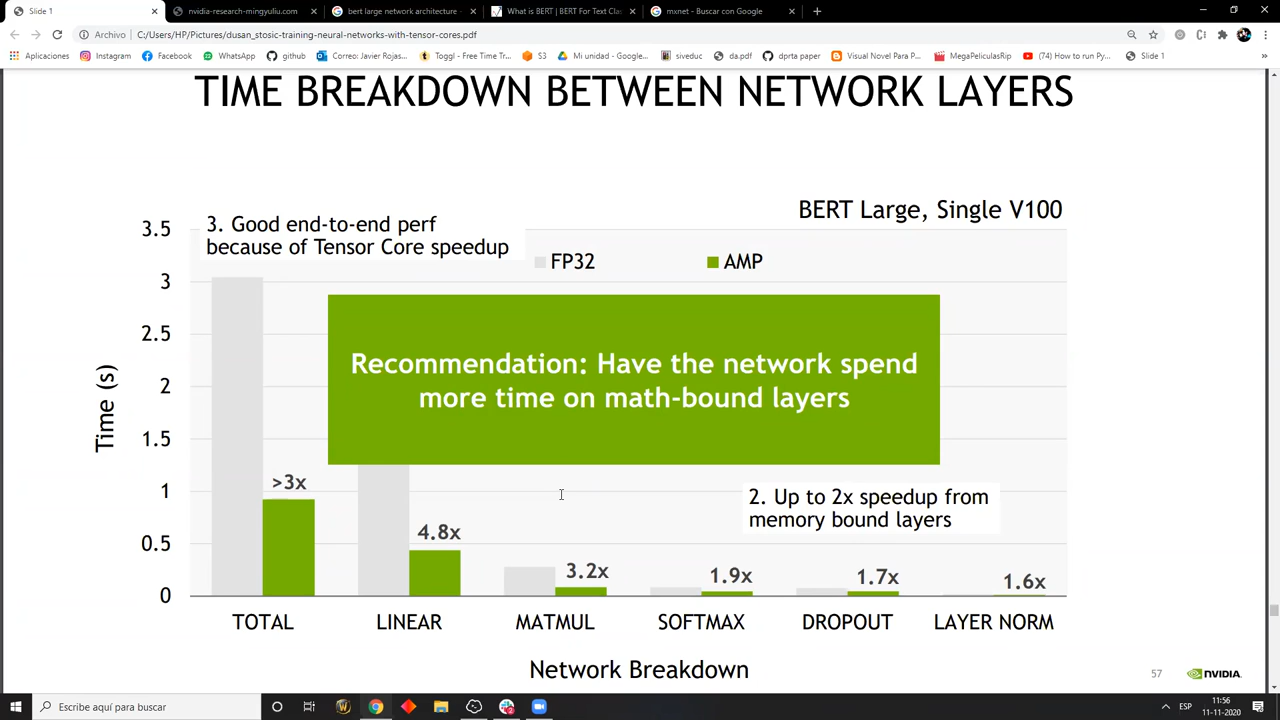 Slide 1
nvidia-research-mingyuliu.com
bert large network architecture -
What is BERT | BERT For Text Cla
mxnet - Buscar con Google
Archivo
C:/Users/HP/Pictures/dusan_stosic-training-neural-networks-with-tensor-cores.pdf
Aplicaciones
Instagram
Facebook
WhatsApp
github
Correo: Javier Rojas...
Toggl - Free Time Tr...
S3
Mi unidad - Google...
siveduc
da.pdf
dprta paper
Visual Novel Para P...
MegaPeliculasRip
(74) How to run Py...
Slide 1
»
TIME BREAKDOWN BETWEEN NETWORK LAYERS
BERT Large, Single V100
3. Good end-to-end perf
because of Tensor Core speedup
FP32
AMP
Time (s)
3.5
3
2.5
2
1.5
1
0.5
0
Recommendation: Have the network spend
more time on math-bound layers
2. Up to 2x speedup from
memory bound layers
>3x
4.8x
3.2x
1.9x
1.7x
1.6x
TOTAL
LINEAR
MATMUL
SOFTMAX
DROPOUT
LAYER NORM
Network Breakdown
57
NVIDIA.
Escribe aquí para buscar
ESP
11:56
11-11-2020